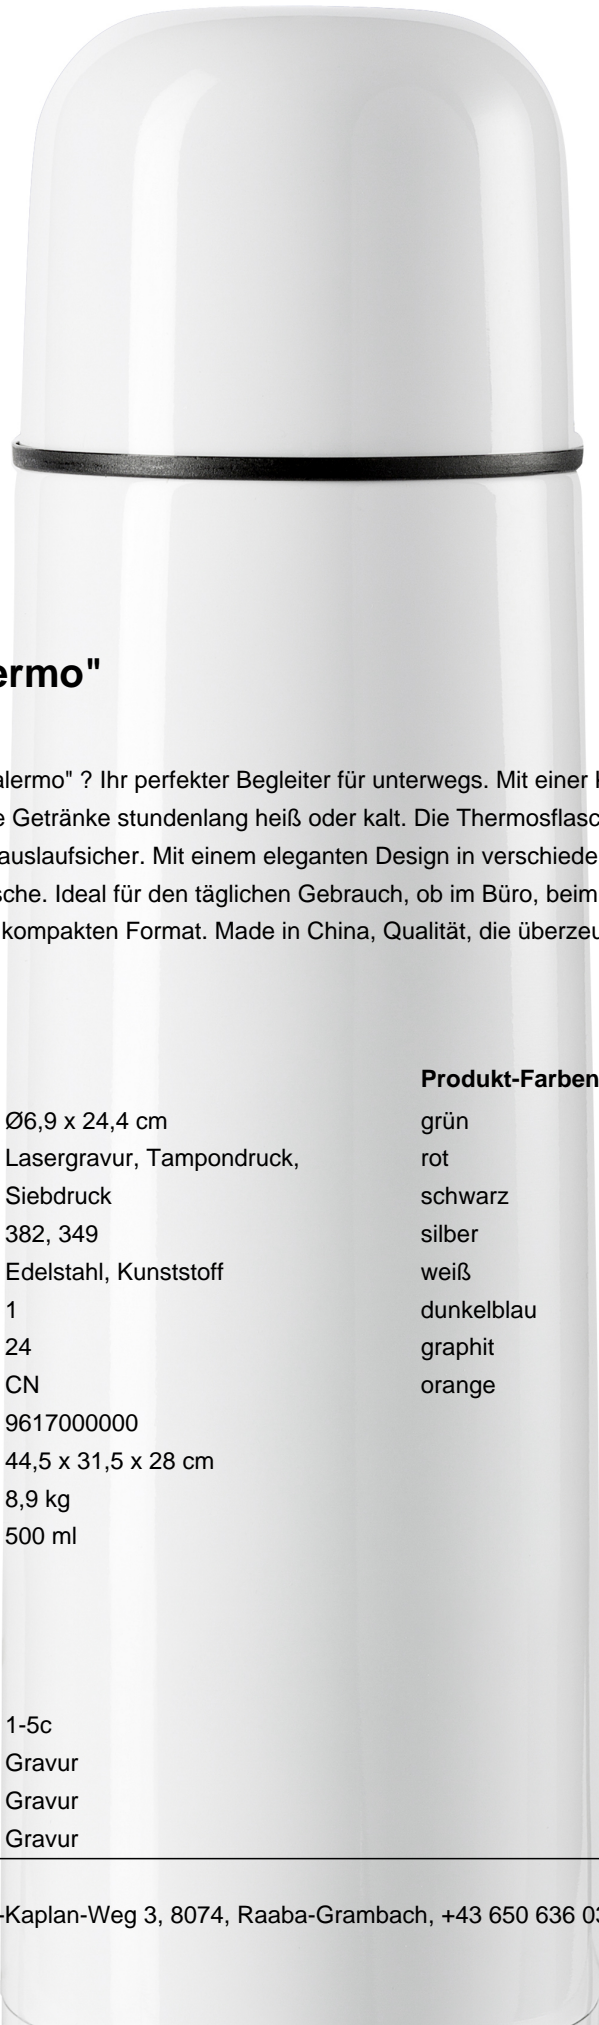 ermo"
alermo" ? Ihr perfekter Begleiter für unterwegs. Mit einer
e Getränke stundenlang heiß oder kalt. Die Thermosflasc
auslaufsicher. Mit einem eleganten Design in verschiede
sche. Ideal für den täglichen Gebrauch, ob im Büro, beim
kompakten Format. Made in China, Qualität, die überzeu
Produkt-Farben
Ø6,9 x 24,4 cm grün
Lasergravur, Tampondruck, rot
Siebdruck schwarz
382, 349 silber
Edelstahl, Kunststoff weiß
1 dunkelblau
24 graphit
CN orange
9617000000
44,5 x 31,5 x 28 cm
8,9 kg
500 ml
1-5c
Gravur
Gravur
Gravur
-Kaplan-Weg 3, 8074, Raaba-Grambach, +43 650 636 03